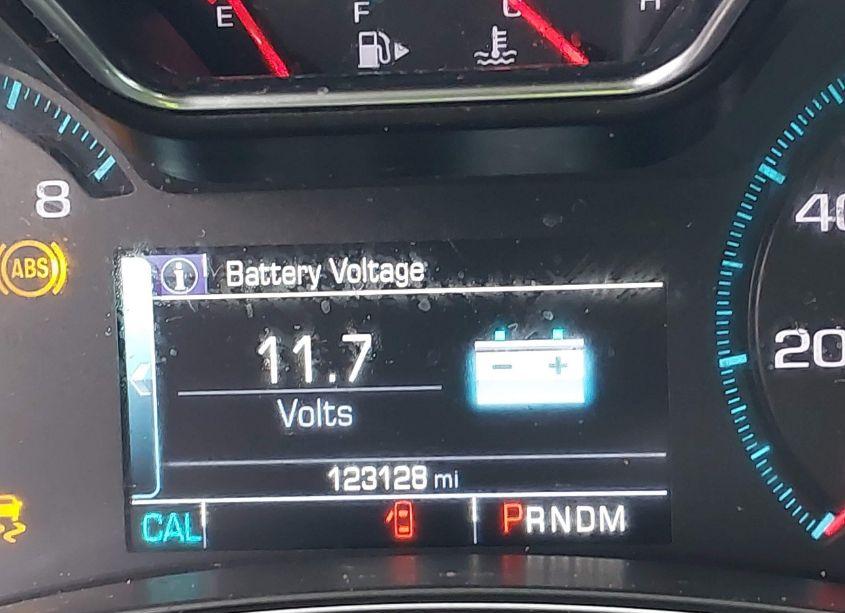 E F C H
8
ABS
40
i Battery Voltage
11.7
- +
Volts
20
123128 mi
CAL PRNDM